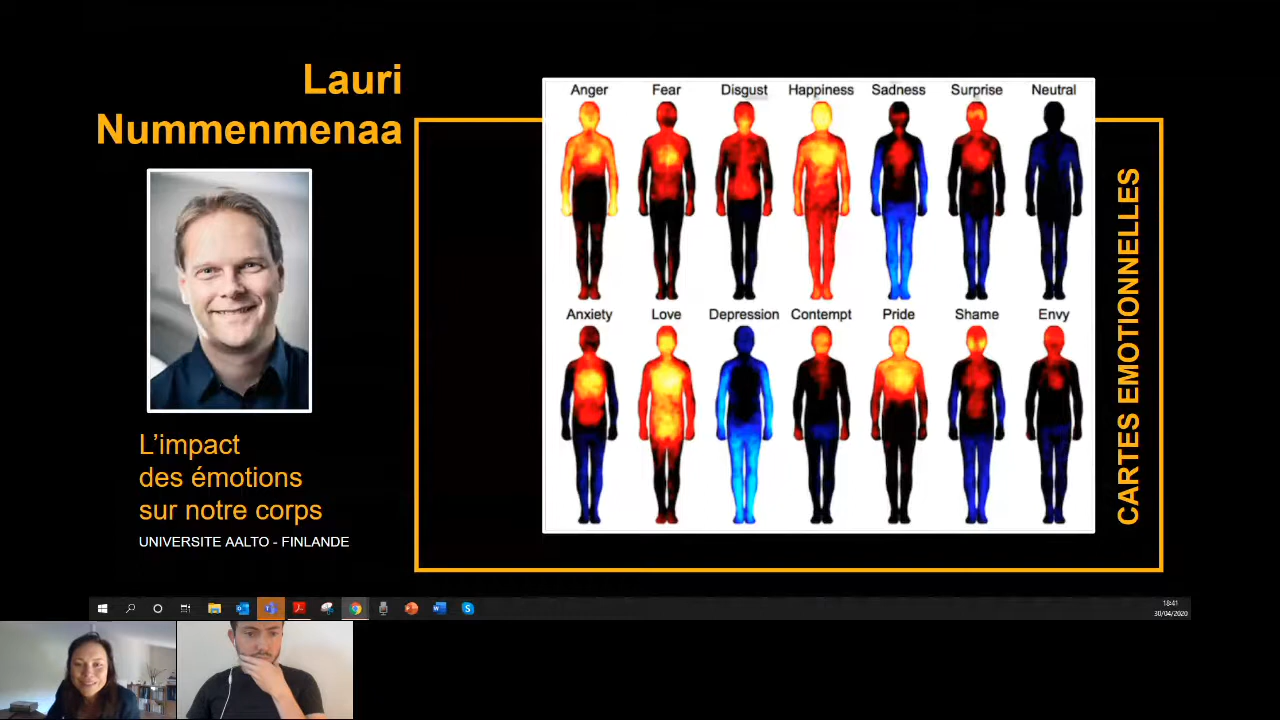 Lauri
Nummenmenaa
L’impact
des émotions
sur notre corps
UNIVERSITE AALTO - FINLANDE
Anger Fear Disgust Happiness Sadness Surprise Neutral
Anxiety Love Depression Contempt Pride Shame Envy
CARTES EMOTIONNELLES
18:41
30/04/2020